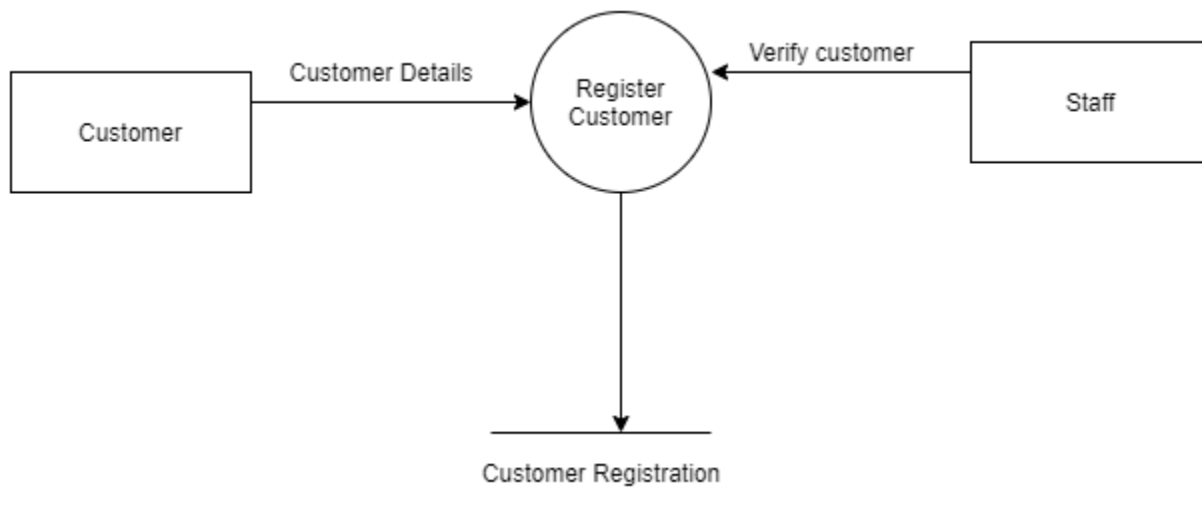 Customer Details
Verify customer
Register
Customer
Staff
Customer
Customer Registration